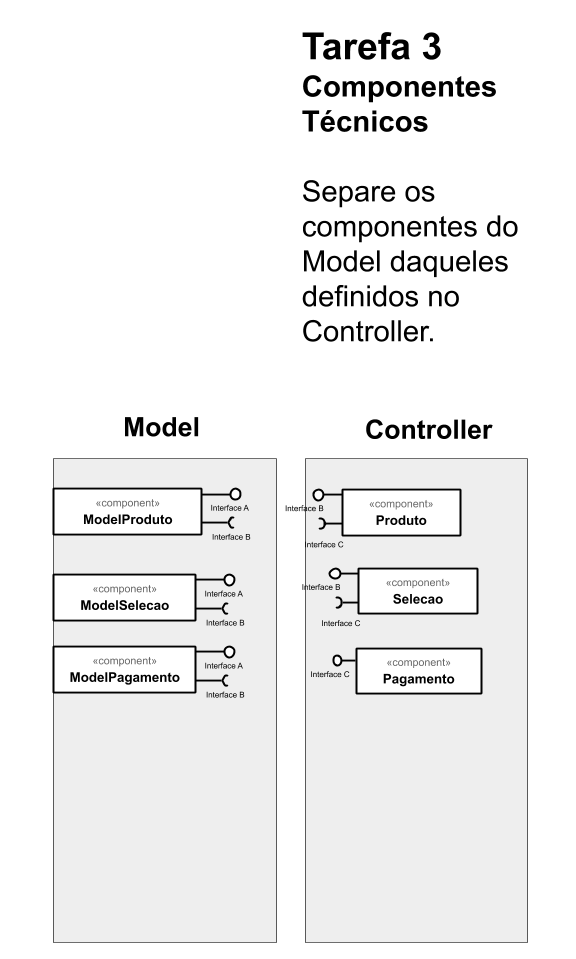 Tarefa 3
Componentes
Técnicos
Separe os
componentes do
Model daqueles
definidos no
Controller.
Model
«component»
ModelProduto
Interface A
Interface B
«component»
ModelSelecao
Interface A
Interface B
«component»
ModelPagamento
Interface A
Interface B
Controller
«component»
Produto
Interface B
Interface C
«component»
Selecao
Interface B
Interface C
«component»
Pagamento
Interface C